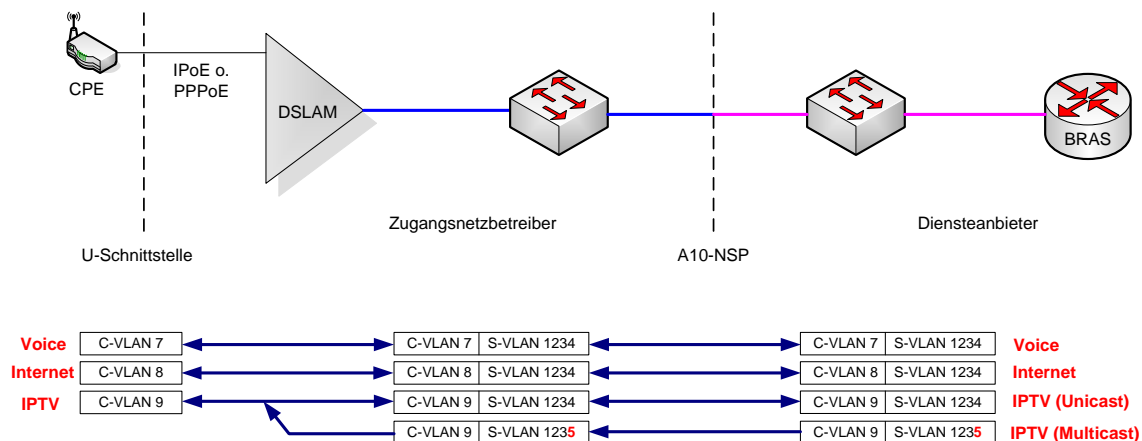 CPE
IPoE o.
PPPoE
DSLAM
BRAS
Zugangsnetzbetreiber
Diensteanbieter
U-Schnittstelle
A10-NSP
Voice C-VLAN 7 C-VLAN 7 S-VLAN 1234 C-VLAN 7 S-VLAN 1234 Voice
Internet C-VLAN 8 C-VLAN 8 S-VLAN 1234 C-VLAN 8 S-VLAN 1234 Internet
IPTV C-VLAN 9 C-VLAN 9 S-VLAN 1234 C-VLAN 9 S-VLAN 1234 IPTV (Unicast)
C-VLAN 9 S-VLAN 1235 C-VLAN 9 S-VLAN 1235 IPTV (Multicast)